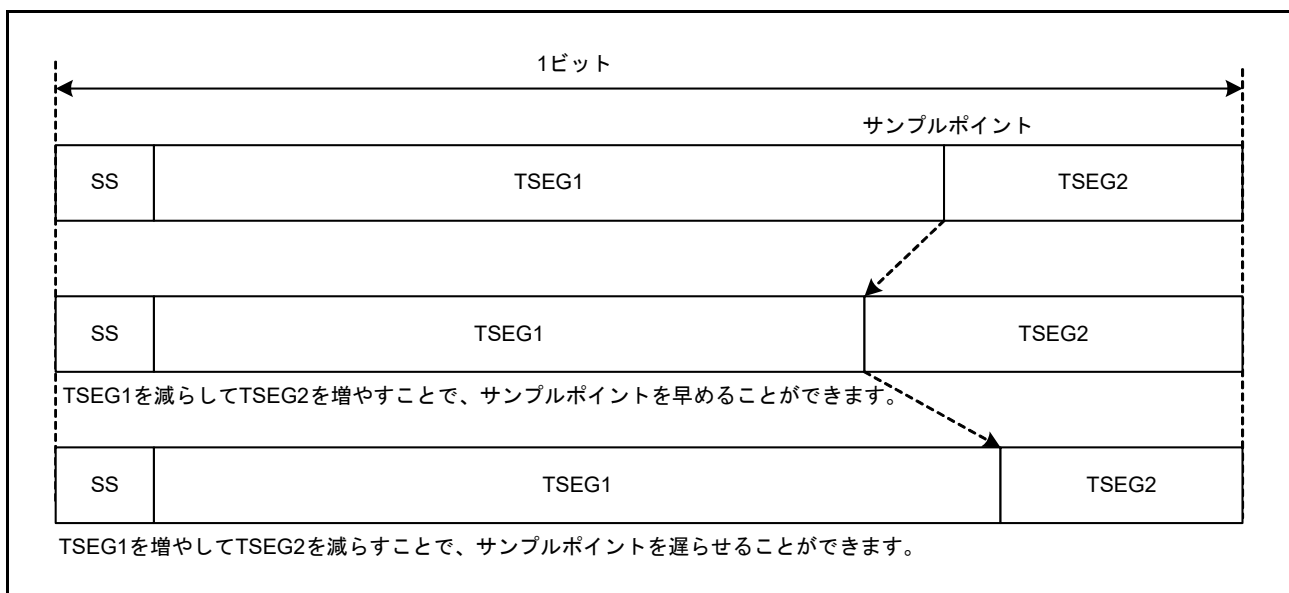 1ビット
サンプルポイント
SS TSEG1 TSEG2
SS TSEG1 TSEG2
TSEG1を減らしてTSEG2を増やすことで、サンプルポイントを早めることができます。
SS TSEG1 TSEG2
TSEG1を増やしてTSEG2を減らすことで、サンプルポイントを遅らせることができます。